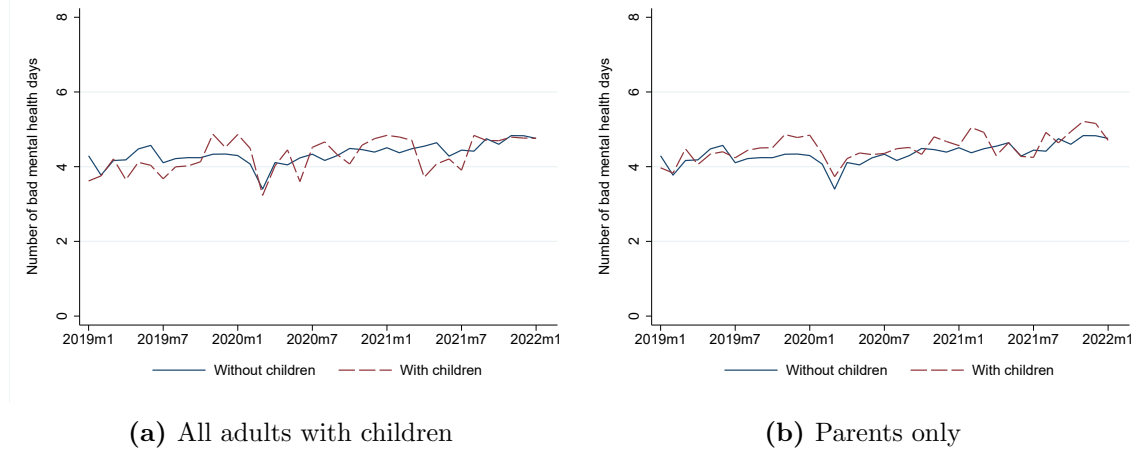 8
6
4
2
0
Number of bad mental health days
2019m1 2019m7 2020m1 2020m7 2021m1 2021m7 2022m1
Without children With children
(a) All adults with children
8
6
4
2
0
Number of bad mental health days
2019m1 2019m7 2020m1 2020m7 2021m1 2021m7 2022m1
Without children With children
(b) Parents only